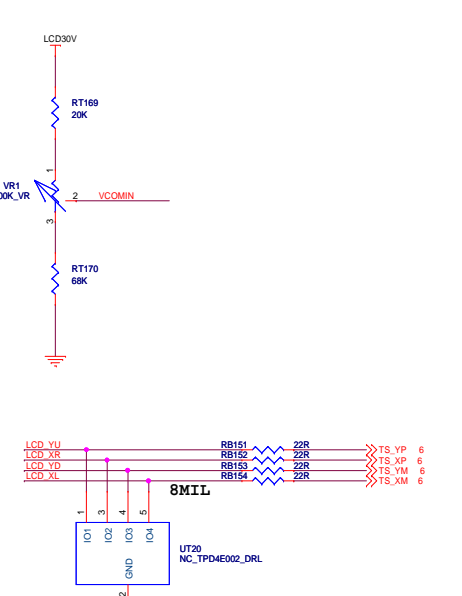 LCD30V
RT169
20K
1
VR1
00K_VR
2
VCOMIN
3
RT170
68K
LCD_YU RB151 22R TS_YP 6
LCD_XR RB152 22R TS_XP 6
LCD_YD RB153 22R TS_YM 6
LCD_XL RB154 22R TS_XM 6
8MIL
1 3 4 5
IO1 IO2 IO3 IO4
GND
UT20
NC_TPD4E002_DRL
2